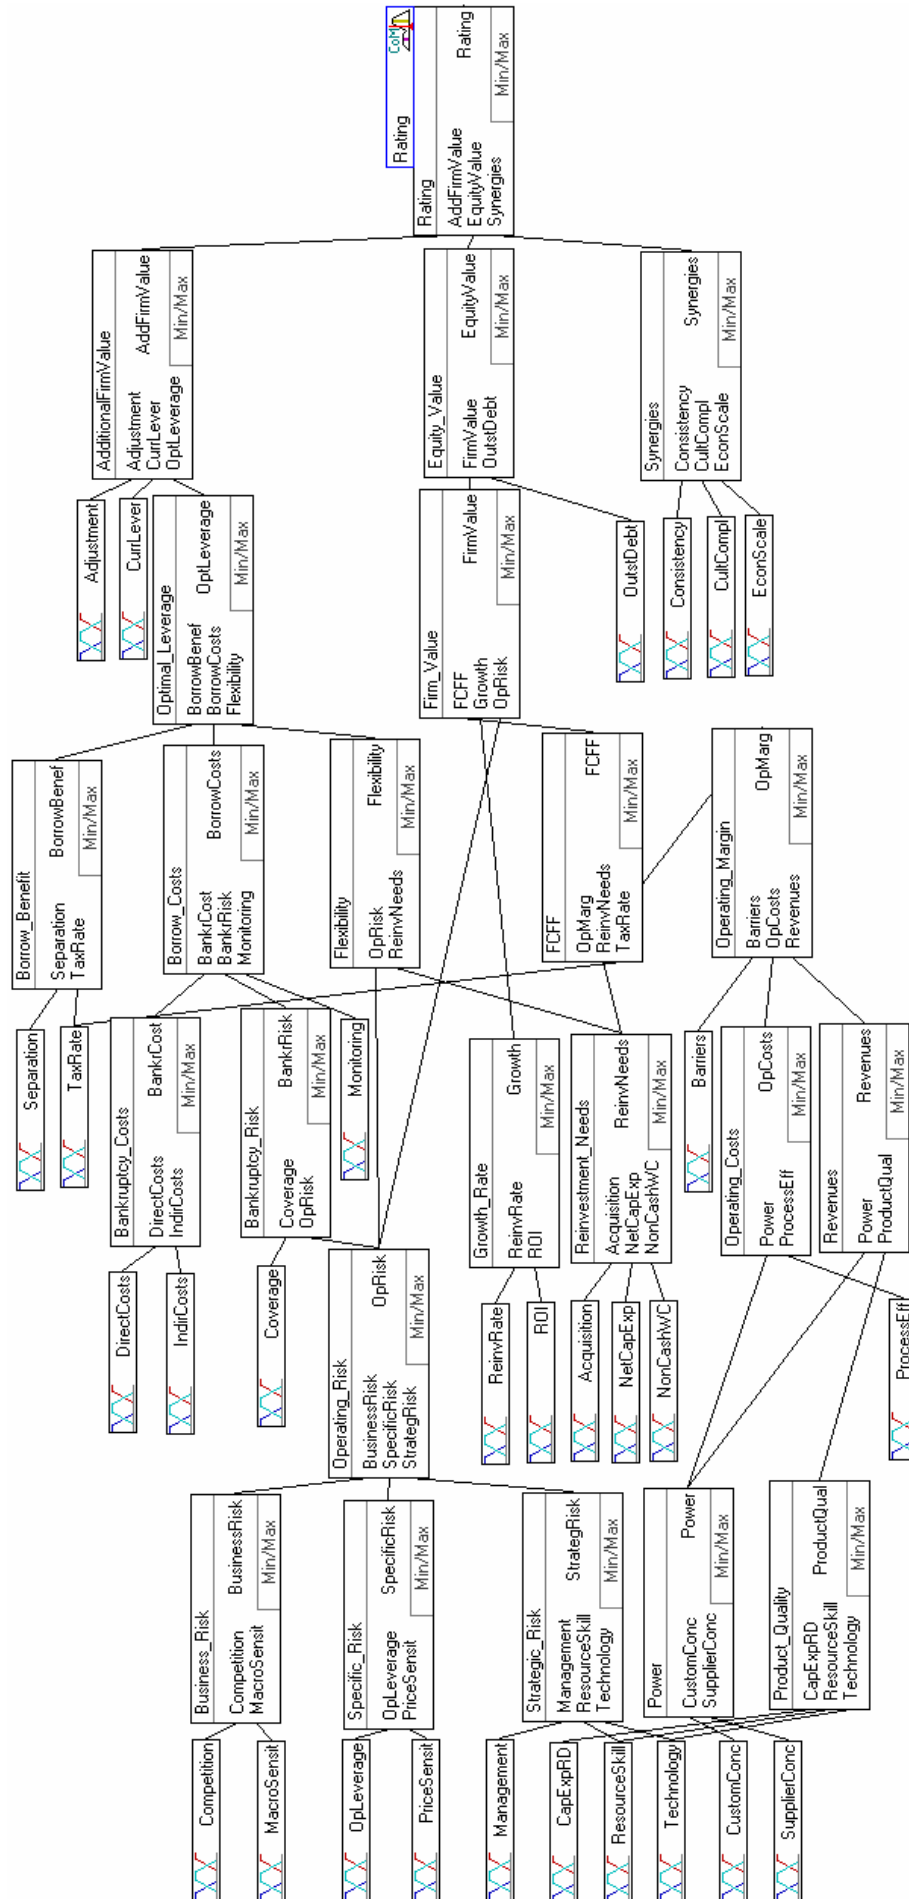 Competition
MacroSensit
OpLeverage
PriceSensit
Management
CapExpRD
ResourceSkill
Technology
CustomConc
SupplierConc
Business_Risk
Competition
MacroSensit
BusinessRisk
Min/Max
Specific_Risk
OpLeverage
PriceSensit
SpecificRisk
Min/Max
Strategic_Risk
Management
ResourceSkill
Technology
StrategRisk
Min/Max
Power
CustomConc
SupplierConc
Power
Min/Max
Product_Quality
CapExpRD
ResourceSkill
Technology
ProductQual
Min/Max
DirectCosts
IndirCosts
Coverage
Operating_Risk
BusinessRisk
SpecificRisk
StrategRisk
OpRisk
Min/Max
ReinvRate
ROI
Acquisition
NetCapExp
NonCashWC
ProcessEff
Separation
TaxRate
Bankruptcy_Costs
DirectCosts
IndirCosts
BankrCost
Min/Max
Bankruptcy_Risk
Coverage
OpRisk
BankrRisk
Min/Max
Monitoring
Growth_Rate
ReinvRate
ROI
Growth
Min/Max
Reinvestment_Needs
Acquisition
NetCapExp
NonCashWC
ReinvNeeds
Min/Max
Barriers
Operating_Costs
Power
ProcessEff
OpCosts
Min/Max
Revenues
Power
ProductQual
Revenues
Min/Max
Borrow_Benefit
Separation
TaxRate
BorrowBenef
Min/Max
Borrow_Costs
BankrCost
BankrRisk
Monitoring
BorrowCosts
Min/Max
Flexibility
OpRisk
ReinvNeeds
Flexibility
Min/Max
FCFF
OpMarg
ReinvNeeds
TaxRate
FCFF
Min/Max
Operating_Margin
Barriers
OpCosts
Revenues
OpMarg
Min/Max
Adjustment
CurrLever
Optimal_Leverage
BorrowBenef
BorrowCosts
Flexibility
OptLeverage
Min/Max
Firm_Value
FCFF
Growth
OpRisk
FirmValue
Min/Max
OutstDebt
Consistency
CultCompl
EconScale
AdditionalFirmValue
Adjustment
CurrLever
OptLeverage
AddFirmValue
Min/Max
Equity_Value
FirmValue
OutstDebt
EquityValue
Min/Max
Synergies
Consistency
CultCompl
EconScale
Synergies
Min/Max
Rating
CoM
Rating
AddFirmValue
EquityValue
Synergies
Rating
Min/Max